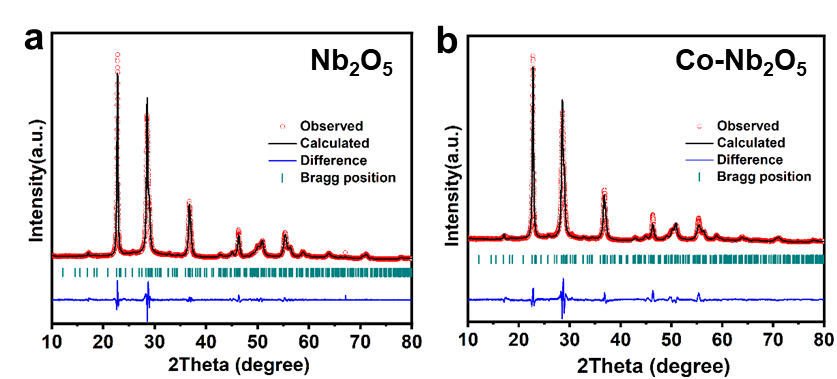 a
Nb₂O₅
Observed
Calculated
Difference
Bragg position
Intensity(a.u.)
10 20 30 40 50 60 70 80
2Theta (degree)
b
Co-Nb₂O₅
Observed
Calculated
Difference
Bragg position
Intensity(a.u.)
10 20 30 40 50 60 70 80
2Theta (degree)